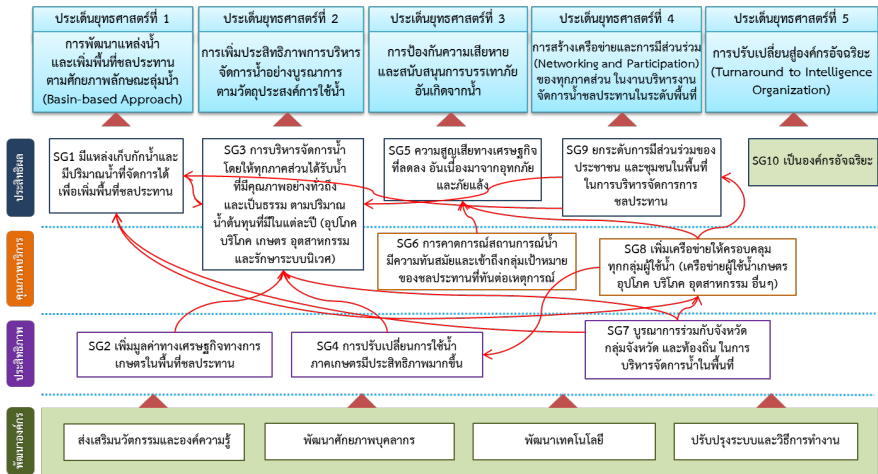 ประเด็นยุทธศาสตร์ที่ 1
การพัฒนาแหล่งน้ำ
และเพิ่มพื้นที่ชลประทาน
ตามศักยภาพลักษณะลุ่มน้ำ
(Basin-based Approach)
ประเด็นยุทธศาสตร์ที่ 2
การเพิ่มประสิทธิภาพการบริหาร
จัดการน้ำอย่างบูรณาการ
ตามวัตถุประสงค์การใช้น้ำ
ประเด็นยุทธศาสตร์ที่ 3
การป้องกันความเสียหาย
และสนับสนุนการบรรเทาภัย
อันเกิดจากน้ำ
ประเด็นยุทธศาสตร์ที่ 4
การสร้างเครือข่ายและการมีส่วนร่วม
(Networking and Participation)
ของทุกภาคส่วน ในงานบริหารงาน
จัดการน้ำชลประทานในระดับพื้นที่
ประเด็นยุทธศาสตร์ที่ 5
การปรับเปลี่ยนสู่องค์กรอัจฉริยะ
(Turnaround to Intelligence
Organization)
ประสิทธิผล
SG1 มีแหล่งเก็บกักน้ำและ
มีปริมาณน้ำที่จัดการได้
เพื่อเพิ่มพื้นที่ชลประทาน
SG3 การบริหารจัดการน้ำ
โดยให้ทุกภาคส่วนได้รับน้ำ
ที่มีคุณภาพอย่างทั่วถึง
และเป็นธรรม ตามปริมาณ
น้ำต้นทุนที่มีในแต่ละปี (อุปโภค
บริโภค เกษตร อุตสาหกรรม
และรักษาระบบนิเวศ)
SG5 ความสูญเสียทางเศรษฐกิจ
ที่ลดลง อันเนื่องมาจากอุทกภัย
และภัยแล้ง
SG9 ยกระดับการมีส่วนร่วมของ
ประชาชน และชุมชนในพื้นที่
ในการบริหารจัดการการ
ชลประทาน
SG10 เป็นองค์กรอัจฉริยะ
คุณภาพบริการ
SG6 การคาดการณ์สถานการณ์น้ำ
มีความทันสมัยและเข้าถึงกลุ่มเป้าหมาย
ของชลประทานที่ทันต่อเหตุการณ์
SG8 เพิ่มเครือข่ายให้ครอบคลุม
ทุกกลุ่มผู้ใช้น้ำ (เครือข่ายผู้ใช้น้ำเกษตร
อุปโภค บริโภค อุตสาหกรรม อื่นๆ)
ประสิทธิภาพ
SG2 เพิ่มมูลค่าทางเศรษฐกิจทางการ
เกษตรในพื้นที่ชลประทาน
SG4 การปรับเปลี่ยนการใช้น้ำ
ภาคเกษตรมีประสิทธิภาพมากขึ้น
SG7 บูรณาการร่วมกับจังหวัด
กลุ่มจังหวัด และท้องถิ่น ในการ
บริหารจัดการน้ำในพื้นที่
พัฒนาองค์กร
ส่งเสริมนวัตกรรมและองค์ความรู้
พัฒนาศักยภาพบุคลากร
พัฒนาเทคโนโลยี
ปรับปรุงระบบและวิธีการทำงาน